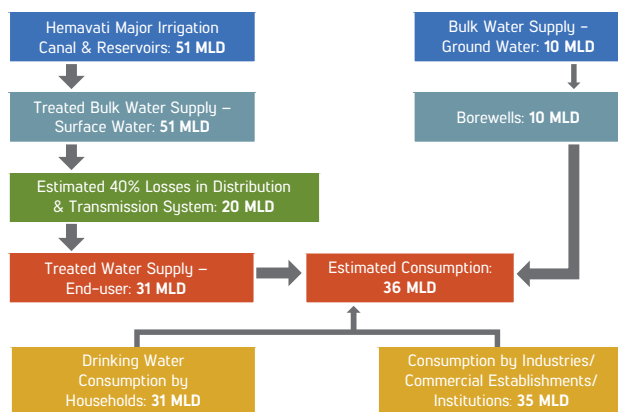 Hemavati Major Irrigation
Canal & Reservoirs: 51 MLD
Bulk Water Supply –
Ground Water: 10 MLD
Treated Bulk Water Supply –
Surface Water: 51 MLD
Borewells: 10 MLD
Estimated 40% Losses in Distribution
& Transmission System: 20 MLD
Treated Water Supply –
End-user: 31 MLD
Estimated Consumption:
36 MLD
Drinking Water
Consumption by
Households: 31 MLD
Consumption by Industries/
Commercial Establishments/
Institutions: 35 MLD